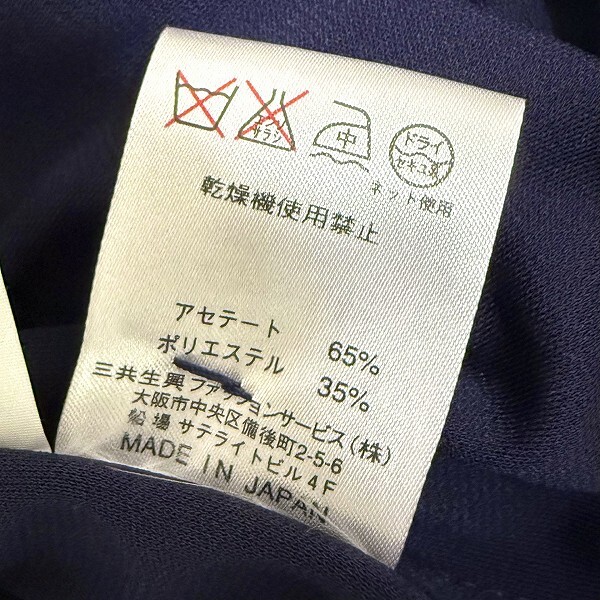 エンソ
サラシ
中
ドライ
セキユ系
ネット使用
乾燥機使用禁止
アセテート 65%
ポリエステル 35%
三共生興ファッションサービス(株)
大阪市中央区備後町2-5-6
船場サテライトビル4F
MADE IN JAPAN